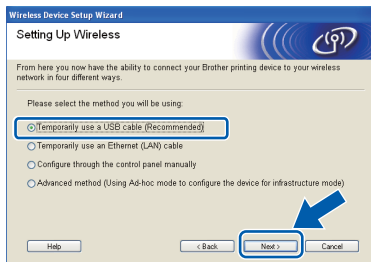 Wireless Device Setup Wizard
Setting Up Wireless
From here you now have the ability to connect your Brother printing device to your wireless
network in four different ways.
Please select the method you will be using:
Temporarily use a USB cable (Recommended)
Temporarily use an Ethernet (LAN) cable
Configure through the control panel manually
Advanced method (Using Ad-hoc mode to configure the device for infrastructure mode)
Help
< Back
Next >
Cancel